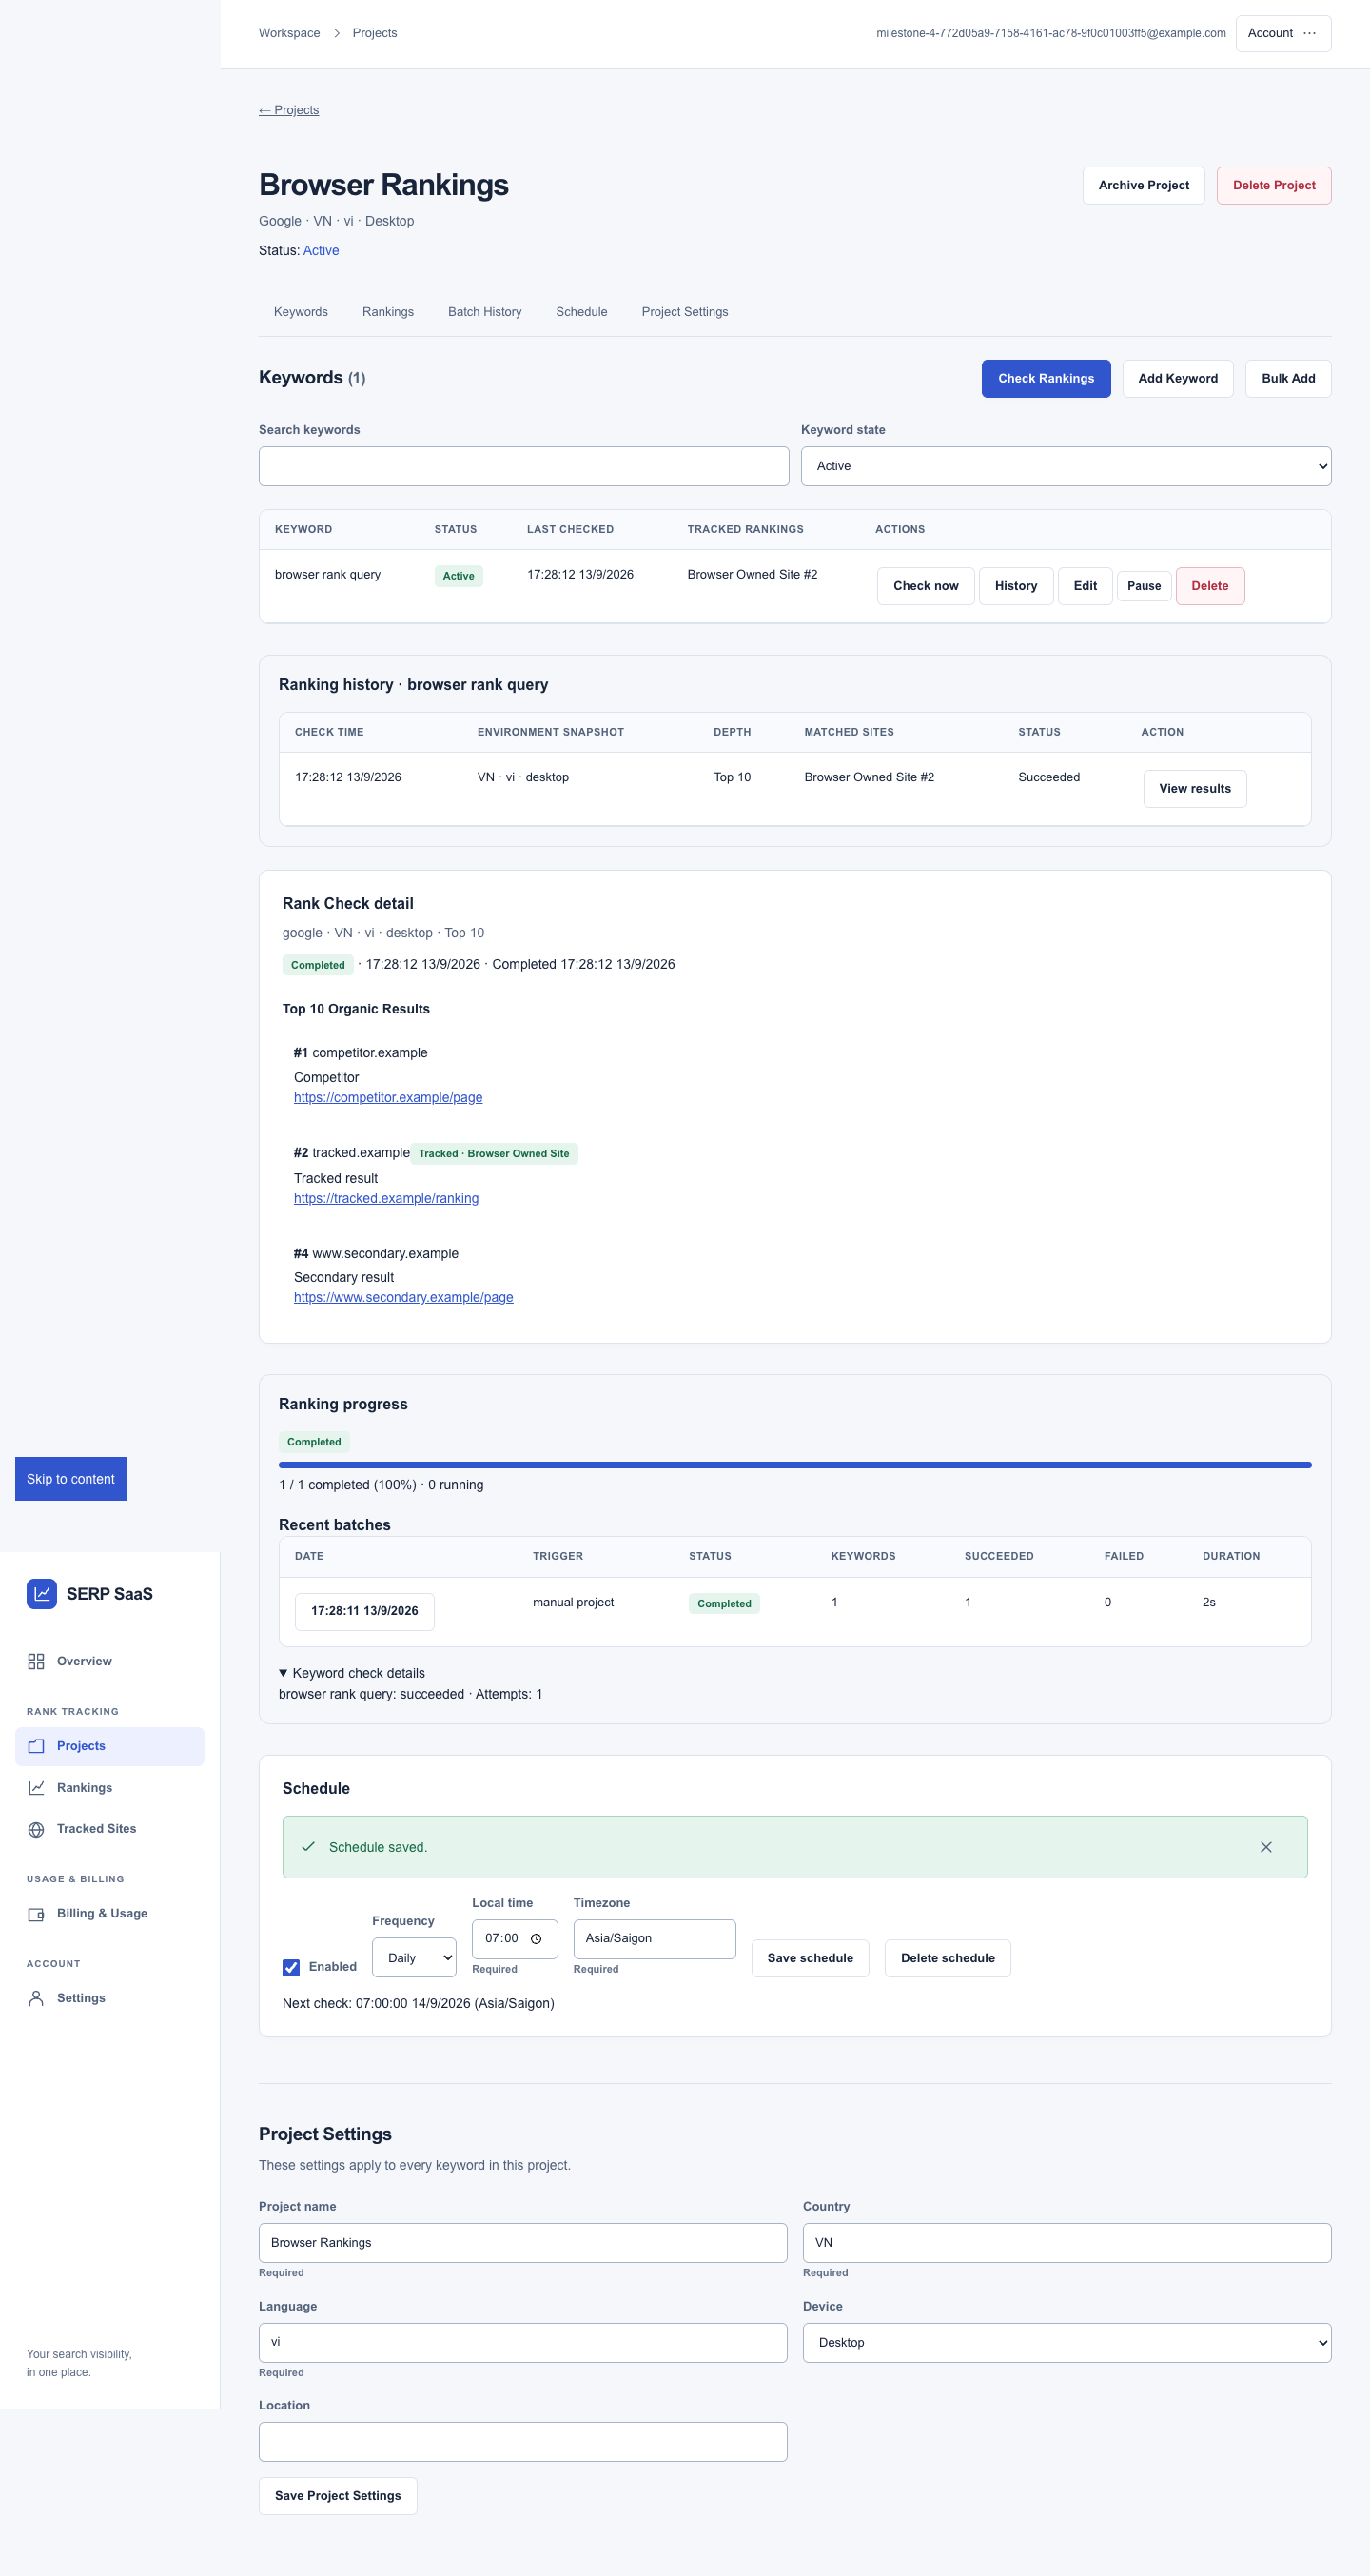 Workspace > Projects
milestone-4-772d05a9-7158-4161-ac78-9f0c01003ff5@example.com
Account ···
← Projects
Browser Rankings
Archive Project
Delete Project
Google · VN · vi · Desktop
Status: Active
Keywords
Rankings
Batch History
Schedule
Project Settings
Keywords (1)
Check Rankings
Add Keyword
Bulk Add
Search keywords
Keyword state
Active
KEYWORD STATUS LAST CHECKED TRACKED RANKINGS ACTIONS
browser rank query Active 17:28:12 13/9/2026 Browser Owned Site #2 Check now History Edit Pause Delete
Ranking history · browser rank query
CHECK TIME ENVIRONMENT SNAPSHOT DEPTH MATCHED SITES STATUS ACTION
17:28:12 13/9/2026 VN · vi · desktop Top 10 Browser Owned Site #2 Succeeded View results
Rank Check detail
google · VN · vi · desktop · Top 10
Completed · 17:28:12 13/9/2026 · Completed 17:28:12 13/9/2026
Top 10 Organic Results
#1 competitor.example
Competitor
https://competitor.example/page
#2 tracked.example Tracked · Browser Owned Site
Tracked result
https://tracked.example/ranking
#4 www.secondary.example
Secondary result
https://www.secondary.example/page
Ranking progress
Completed
1 / 1 completed (100%) · 0 running
Recent batches
DATE TRIGGER STATUS KEYWORDS SUCCEEDED FAILED DURATION
17:28:11 13/9/2026 manual project Completed 1 1 0 2s
▼ Keyword check details
browser rank query: succeeded · Attempts: 1
Schedule
Schedule saved.
Enabled
Frequency
Daily
Local time
07:00
Required
Timezone
Asia/Saigon
Required
Save schedule
Delete schedule
Next check: 07:00:00 14/9/2026 (Asia/Saigon)
Project Settings
These settings apply to every keyword in this project.
Project name
Browser Rankings
Required
Country
VN
Required
Language
vi
Required
Device
Desktop
Location
Save Project Settings
Skip to content
SERP SaaS
Overview
RANK TRACKING
Projects
Rankings
Tracked Sites
USAGE & BILLING
Billing & Usage
ACCOUNT
Settings
Your search visibility,
in one place.